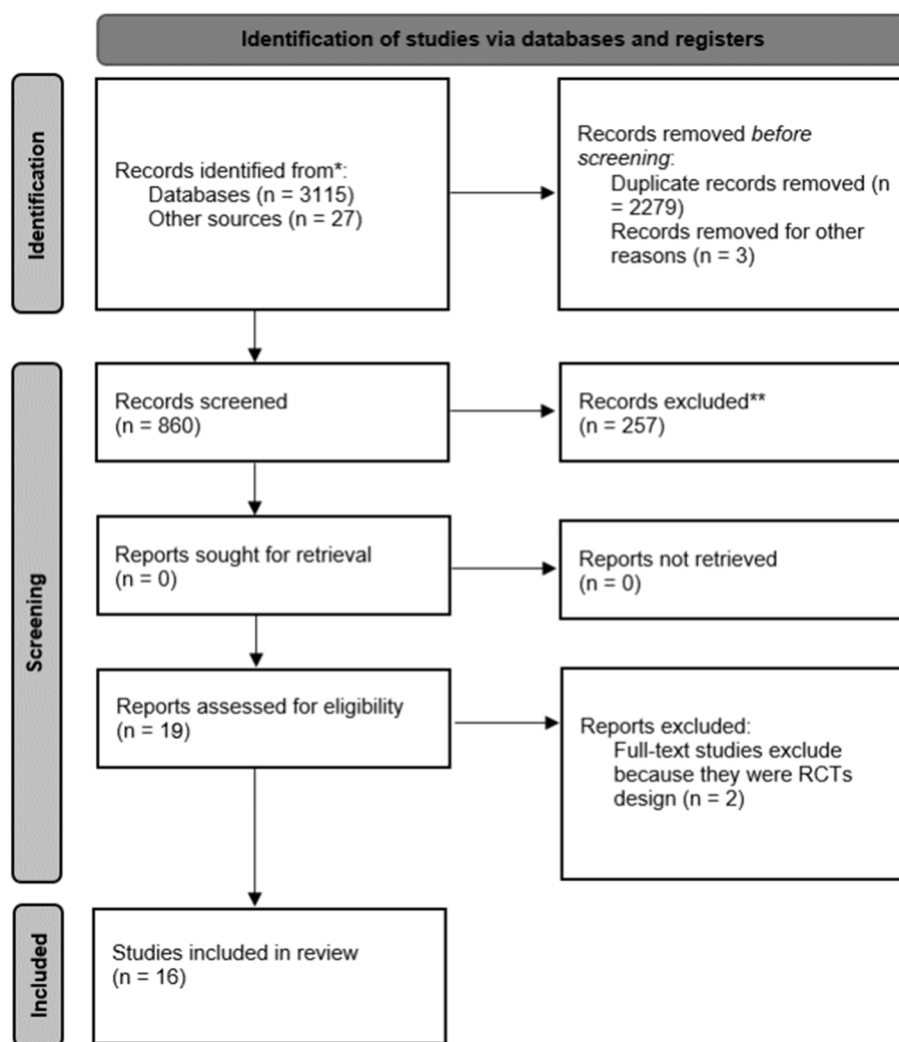 Identification of studies via databases and registers
Identification
Records identified from*:
Databases (n = 3115)
Other sources (n = 27)
Records removed before
screening:
Duplicate records removed (n
= 2279)
Records removed for other
reasons (n = 3)
Screening
Records screened
(n = 860)
Records excluded**
(n = 257)
Reports sought for retrieval
(n = 0)
Reports not retrieved
(n = 0)
Reports assessed for eligibility
(n = 19)
Reports excluded:
Full-text studies exclude
because they were RCTs
design (n = 2)
Included
Studies included in review
(n = 16)